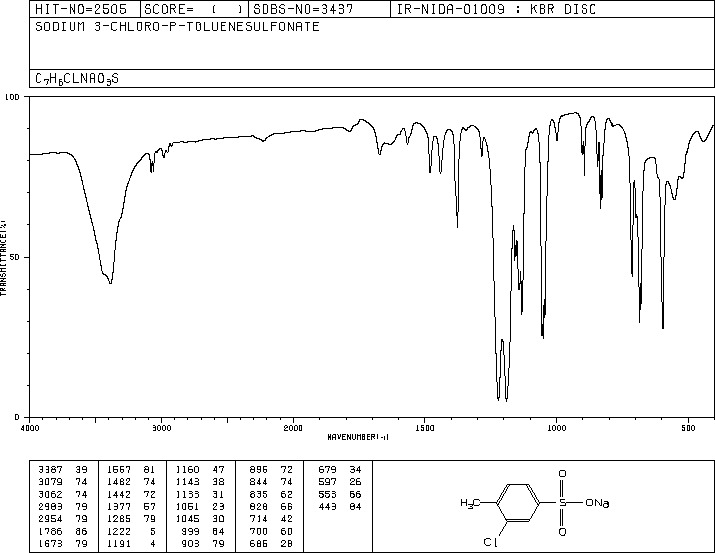 HIT-NO=2505 |SCORE= ( )|SDBS-NO=3437 |IR-NIDA-01009 : KBR DISC
SODIUM 3-CHLORO-P-TOLUENESULFONATE
C7H6CLNAO3S
100
50
0
TRANSMITTANCE(%)
4000 3000 2000 1500 1000 500
WAVENUMBER(-1)
3387 39 1567 81 1160 47 896 72 679 34
3079 74 1482 74 1143 38 844 74 597 26
3062 74 1442 72 1133 31 835 62 553 66
2983 79 1377 57 1051 23 828 66 443 84
2954 79 1285 79 1045 30 714 42
1786 86 1222 5 999 84 700 60
1673 79 1191 4 903 79 686 28
O
H3C S ONa
O
Cl